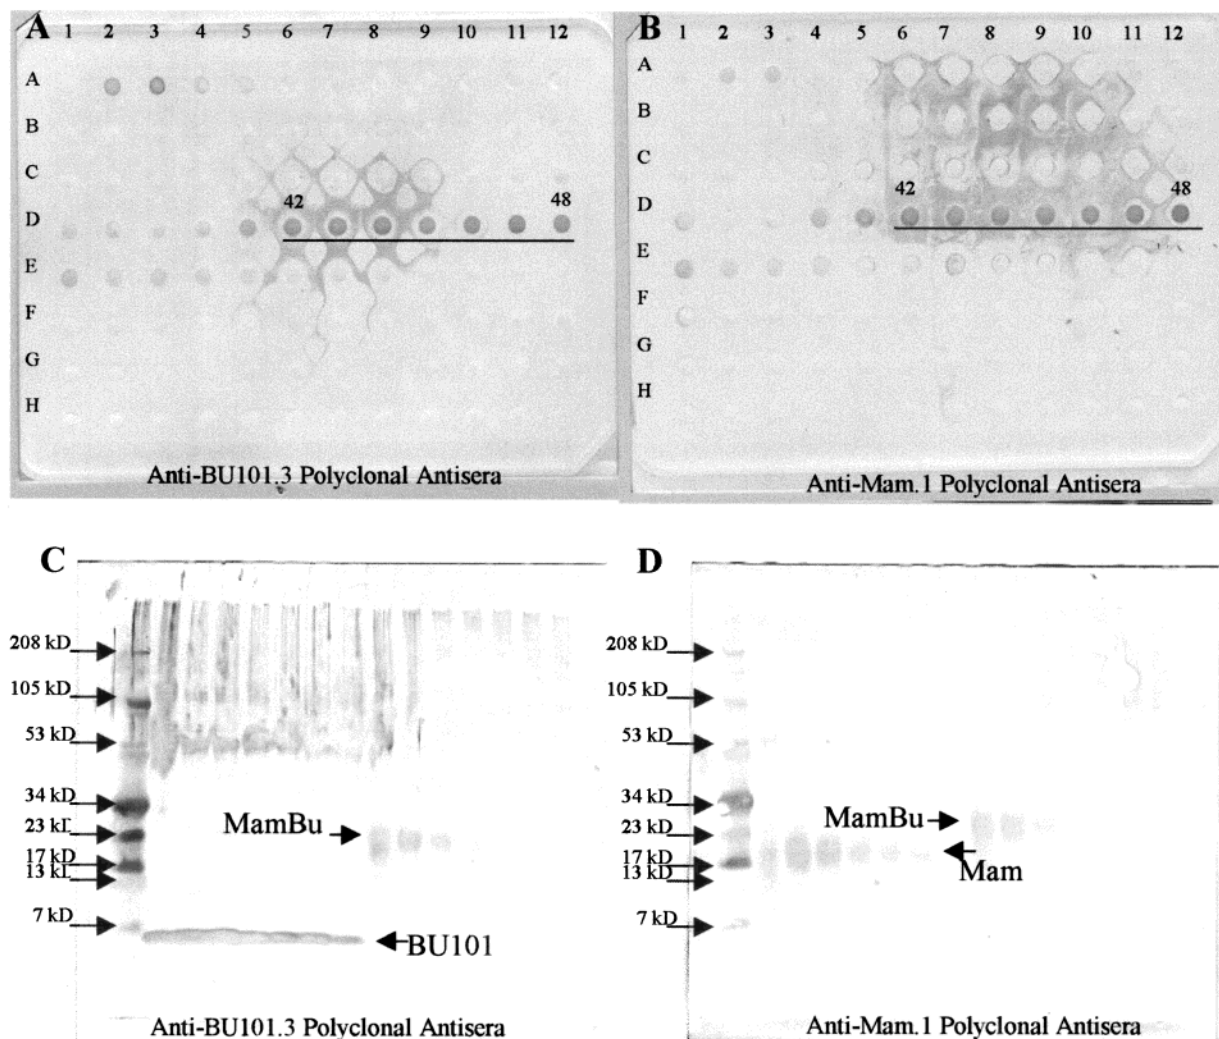 A
1 2 3 4 5 6 7 8 9 10 11 12
A
B
C
42 48
D
E
F
G
H
Anti-BU101.3 Polyclonal Antisera
B
1 2 3 4 5 6 7 8 9 10 11 12
A
B
C
42 48
D
E
F
G
H
Anti-Mam.1 Polyclonal Antisera
C
208 kD
105 kD
53 kD
34 kD
MamBu
23 kD
17 kD
13 kD
7 kD
BU101
Anti-BU101.3 Polyclonal Antisera
D
208 kD
105 kD
53 kD
34 kD
MamBu
23 kD
17 kD
Mam
13 kD
7 kD
Anti-Mam.1 Polyclonal Antisera